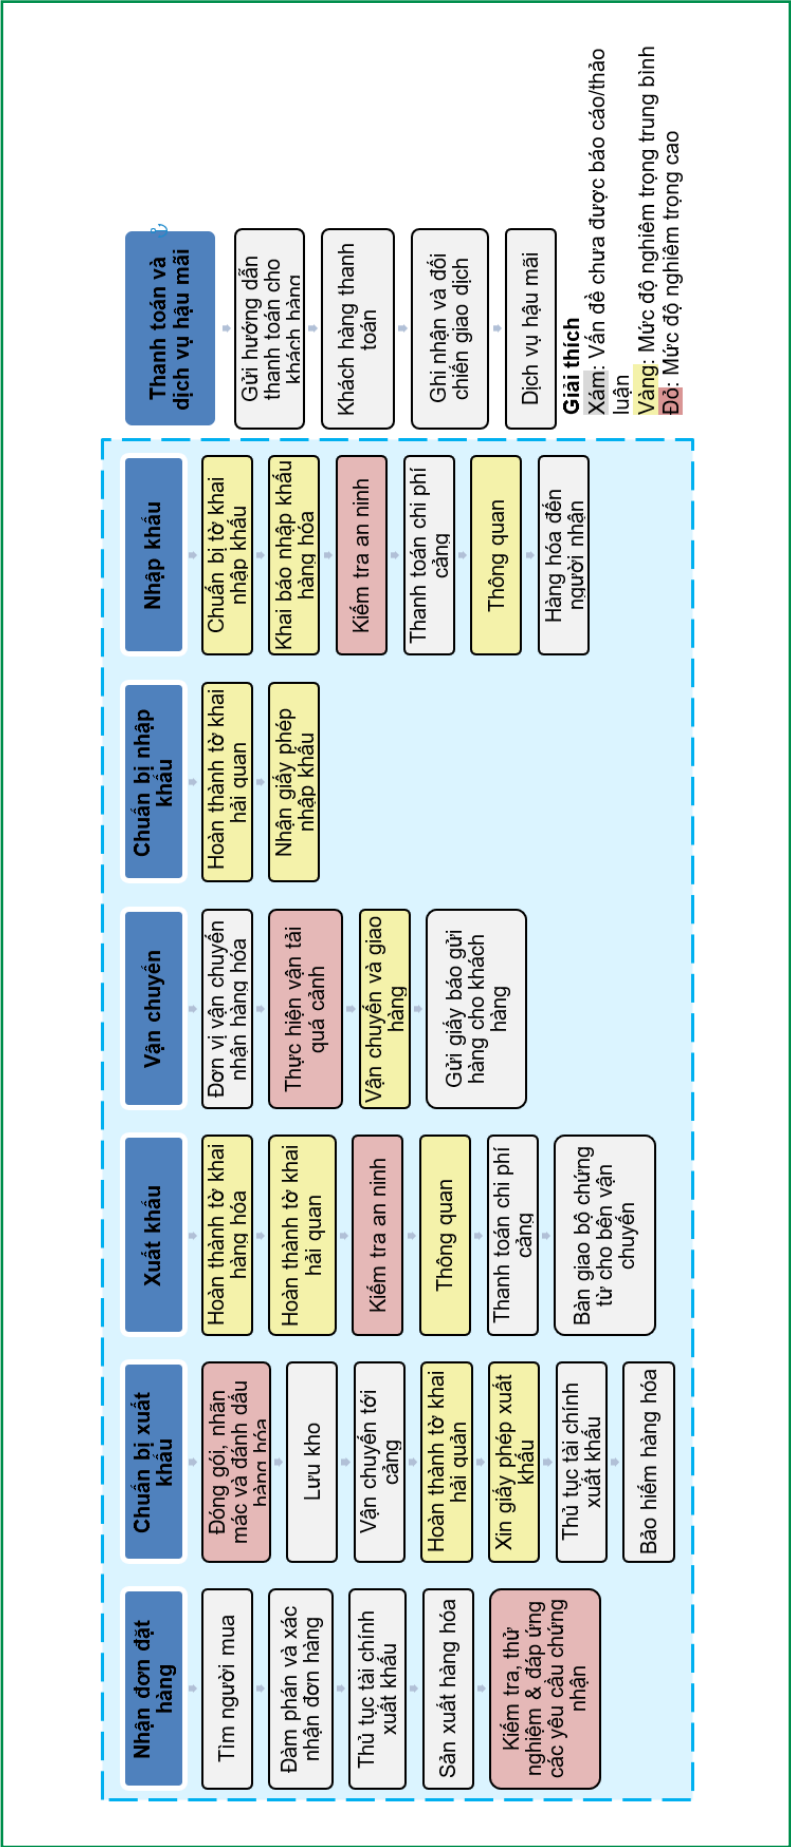 Nhận đơn đặt
hàng
Tìm người mua
Đàm phán và xác
nhận đơn hàng
Thủ tục tài chính
xuất khẩu
Sản xuất hàng hóa
Kiểm tra, thử
nghiệm & đáp ứng
các yêu cầu chứng
nhận
Chuẩn bị xuất
khẩu
Đóng gói, nhãn
mác và đánh dấu
hàng hóa
Lưu kho
Vận chuyển tới
cảng
Hoàn thành tờ khai
hải quan
Xin giấy phép xuất
khẩu
Thủ tục tài chính
xuất khẩu
Bảo hiểm hàng hóa
Xuất khẩu
Hoàn thành tờ khai
hàng hóa
Hoàn thành tờ khai
hải quan
Kiểm tra an ninh
Thông quan
Thanh toán chi phí
cảng
Bàn giao bộ chứng
từ cho bên vận
chuyển
Vận chuyển
Đơn vị vận chuyển
nhận hàng hóa
Thực hiện vận tải
quá cảnh
Vận chuyển và giao
hàng
Gửi giấy báo gửi
hàng cho khách
hàng
Chuẩn bị nhập
khẩu
Hoàn thành tờ khai
hải quan
Nhận giấy phép
nhập khẩu
Nhập khẩu
Chuẩn bị tờ khai
nhập khẩu
Khai báo nhập khẩu
hàng hóa
Kiểm tra an ninh
Thanh toán chi phí
cảng
Thông quan
Hàng hóa đến
người nhận
Thanh toán và
dịch vụ hậu mãi
Gửi hướng dẫn
thanh toán cho
khách hàng
Khách hàng thanh
toán
Ghi nhận và đối
chiến giao dịch
Dịch vụ hậu mãi
Giải thích
Xám: Vấn đề chưa được báo cáo/thảo
luận
Vàng: Mức độ nghiêm trọng trung bình
Đỏ: Mức độ nghiêm trọng cao